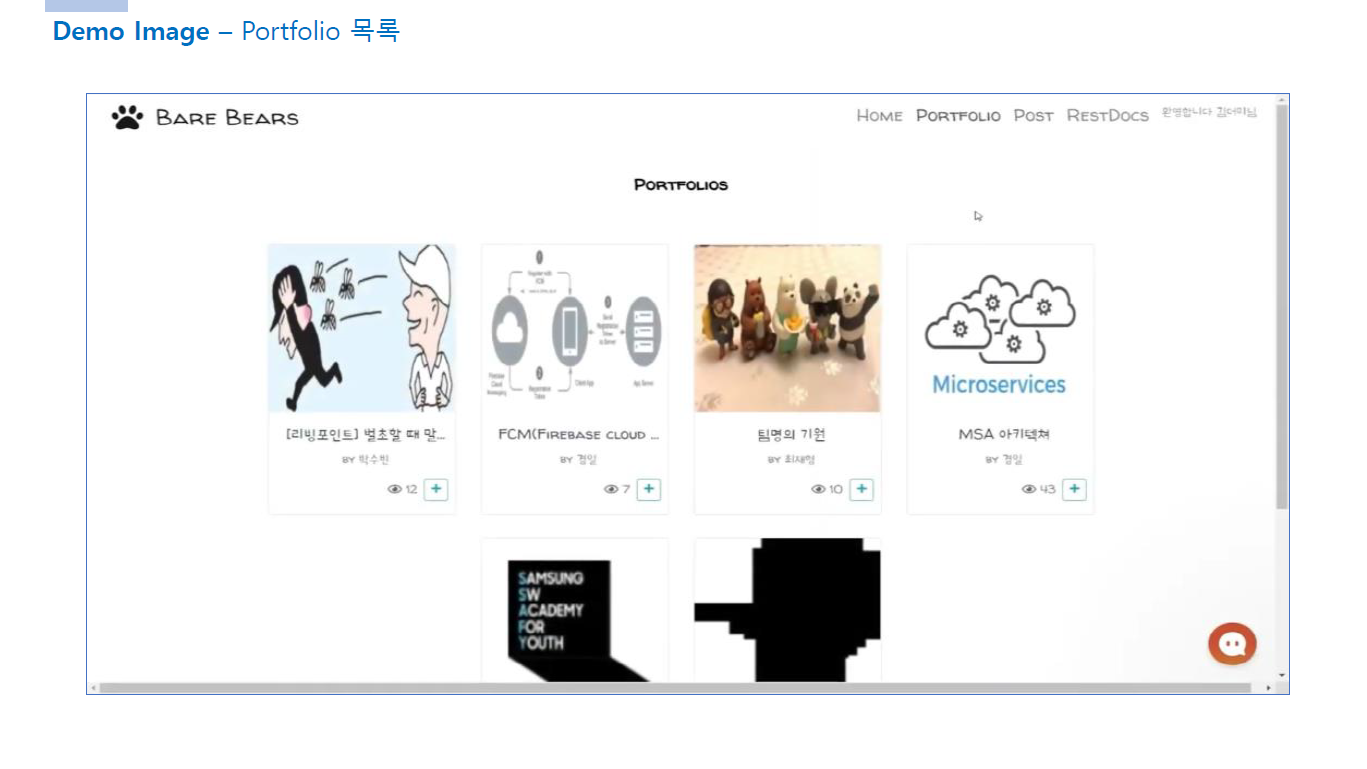 Demo Image – Portfolio 목록
BARE BEARS
HOME PORTFOLIO POST RESTDOCS 환영합니다 김더미님
PORTFOLIOS
[리빙포인트] 벌초할 때 말...
BY 박수빈
12 +
FCM(FIREBASE CLOUD ...
BY 경일
7 +
팀명의 기원
BY 최재형
10 +
Microservices
MSA 아키텍쳐
BY 경일
43 +
SAMSUNG
SW
ACADEMY
FOR
YOUTH